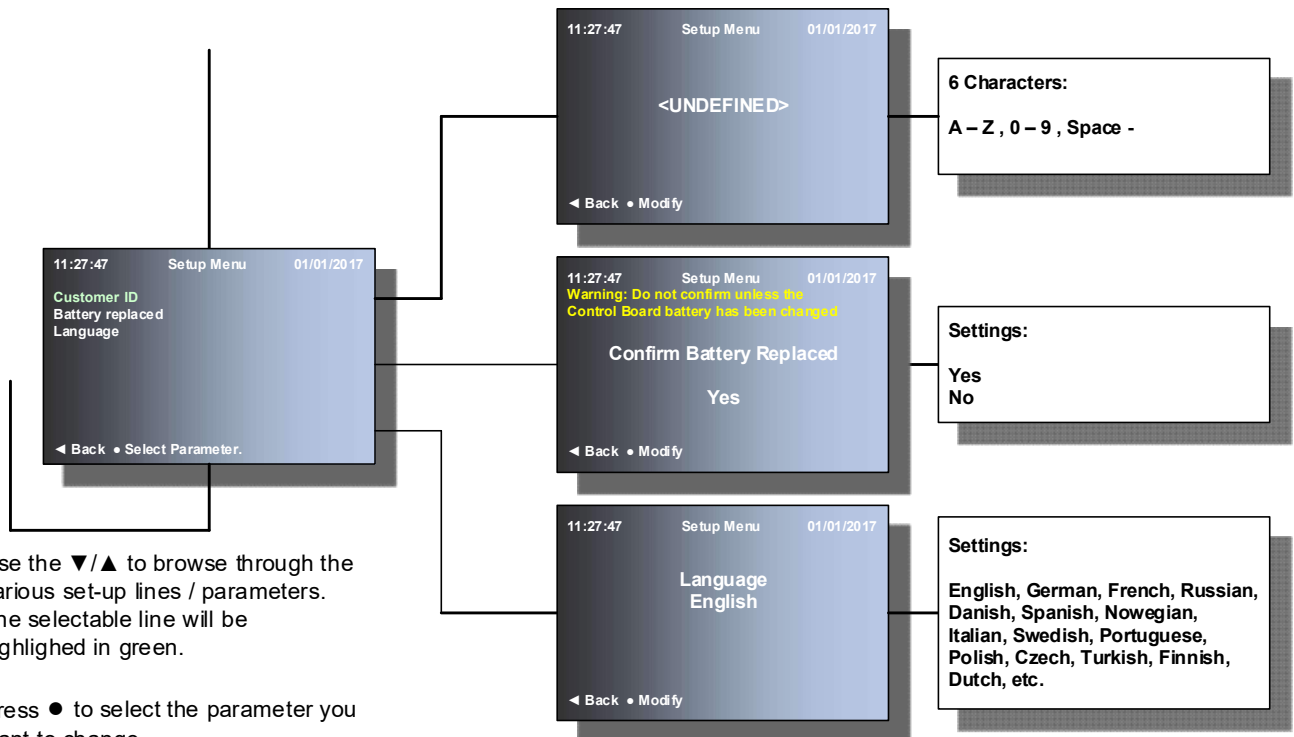 11:27:47 Setup Menu 01/01/2017
<UNDEFINED>
◄ Back ● Modify
6 Characters:
A – Z , 0 – 9 , Space -
11:27:47 Setup Menu 01/01/2017
Customer ID
Battery replaced
Language
◄ Back ● Select Parameter.
11:27:47 Setup Menu 01/01/2017
Warning: Do not confirm unless the
Control Board battery has been changed
Confirm Battery Replaced
Yes
◄ Back ● Modify
Settings:
Yes
No
11:27:47 Setup Menu 01/01/2017
Language
English
◄ Back ● Modify
Settings:
English, German, French, Russian,
Danish, Spanish, Nowegian,
Italian, Swedish, Portuguese,
Polish, Czech, Turkish, Finnish,
Dutch, etc.
se the ▼/▲ to browse through the
arious set-up lines / parameters.
ne selectable line will be
ghlighed in green.
ress ● to select the parameter you